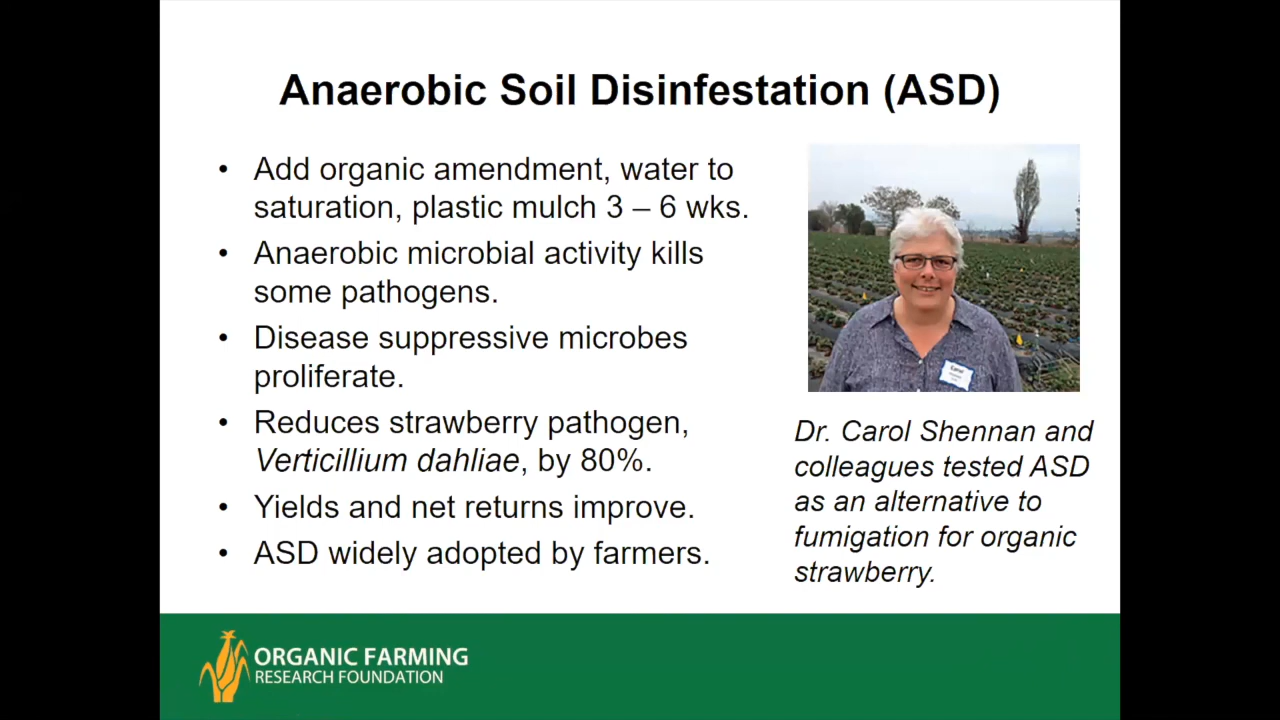 Anaerobic Soil Disinfestation (ASD)
• Add organic amendment, water to
saturation, plastic mulch 3 – 6 wks.
• Anaerobic microbial activity kills
some pathogens.
• Disease suppressive microbes
proliferate.
• Reduces strawberry pathogen,
Verticillium dahliae, by 80%.
• Yields and net returns improve.
• ASD widely adopted by farmers.
Dr. Carol Shennan and
colleagues tested ASD
as an alternative to
fumigation for organic
strawberry.
ORGANIC FARMING
RESEARCH FOUNDATION